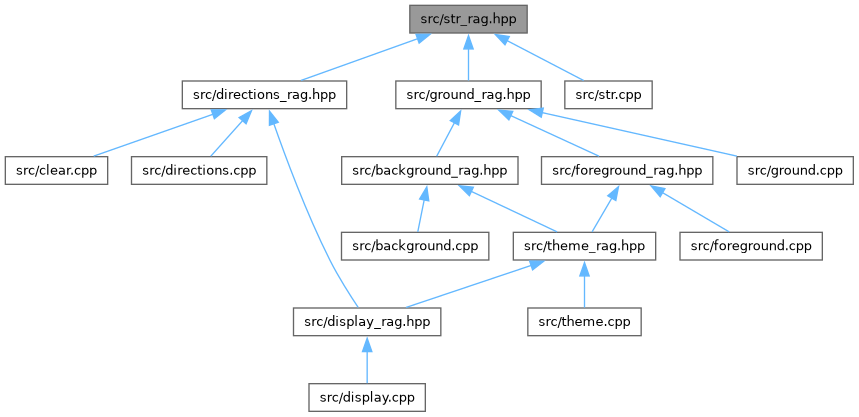 src/str_rag.hpp
src/directions_rag.hpp
src/ground_rag.hpp
src/str.cpp
src/clear.cpp
src/directions.cpp
src/background_rag.hpp
src/foreground_rag.hpp
src/ground.cpp
src/background.cpp
src/theme_rag.hpp
src/foreground.cpp
src/display_rag.hpp
src/theme.cpp
src/display.cpp